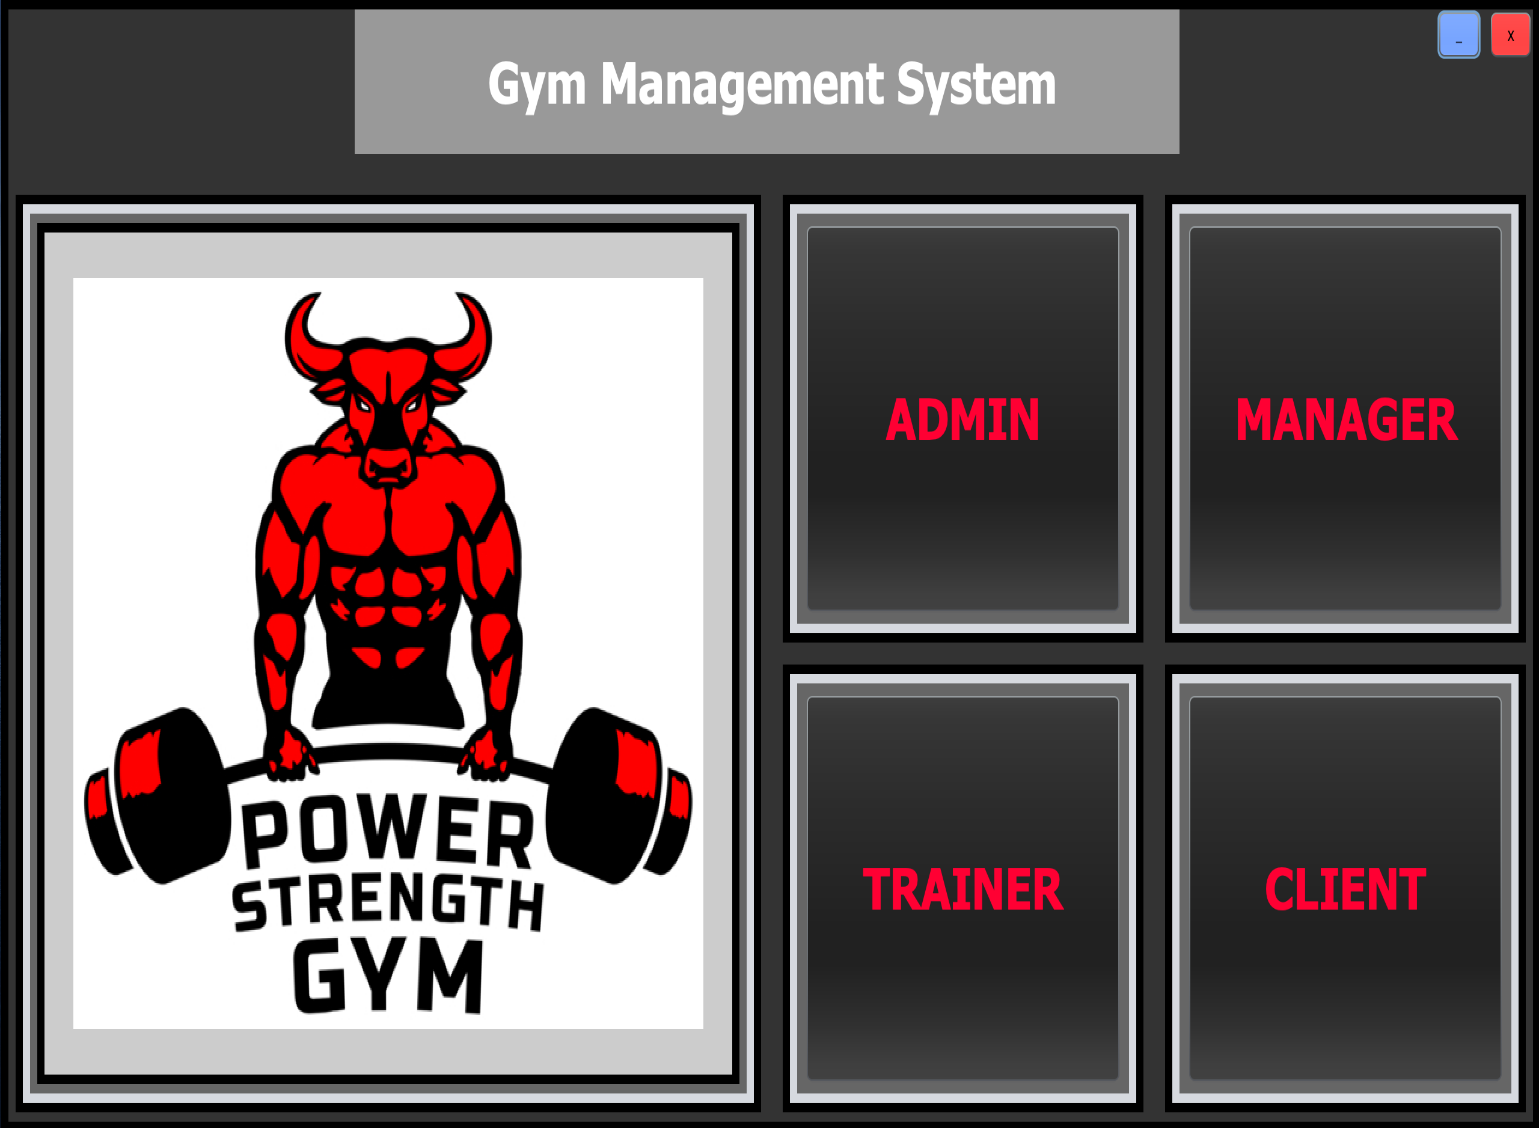 Gym Management System
_
X
POWER
STRENGTH
GYM
ADMIN
MANAGER
TRAINER
CLIENT